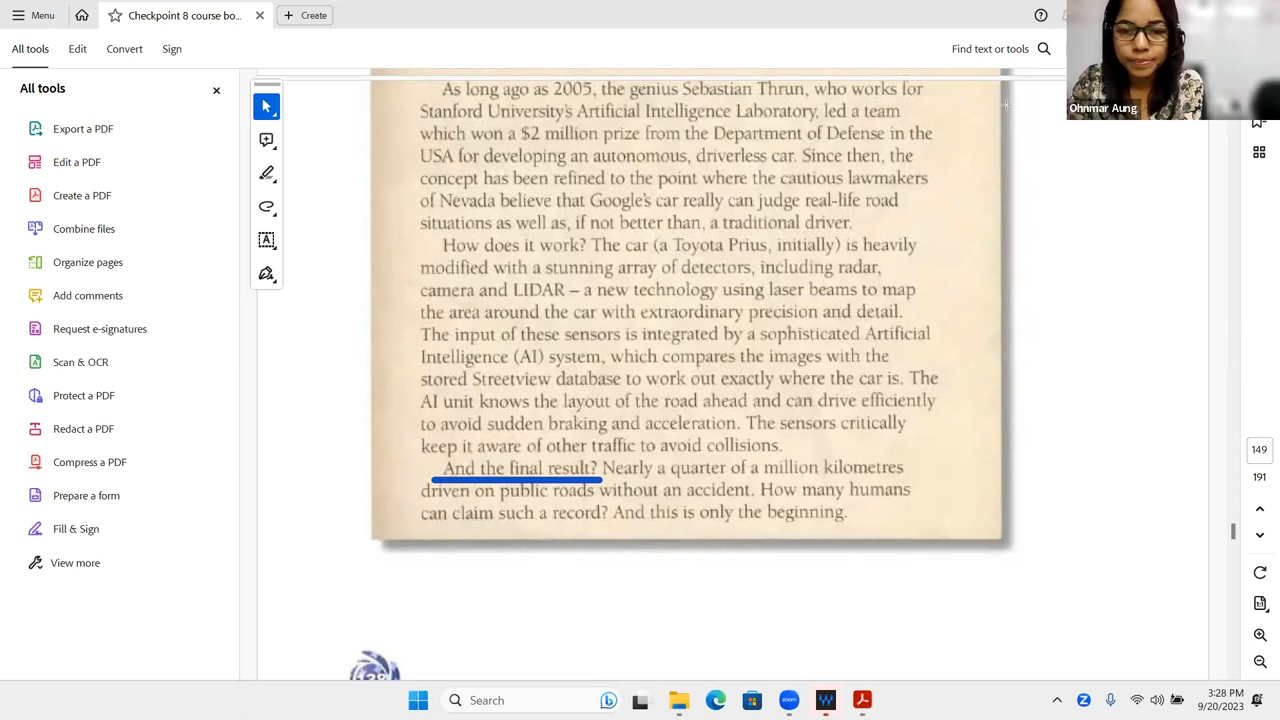 Menu
Checkpoint 8 course bo...
Create
All tools
Edit
Convert
Sign
Find text or tools
Ohnmar Aung
All tools
Export a PDF
Edit a PDF
Create a PDF
Combine files
Organize pages
Add comments
Request e-signatures
Scan & OCR
Protect a PDF
Redact a PDF
Compress a PDF
Prepare a form
Fill & Sign
View more
As long ago as 2005, the genius Sebastian Thrun, who works for
Stanford University's Artificial Intelligence Laboratory, led a team
which won a $2 million prize from the Department of Defense in the
USA for developing an autonomous, driverless car. Since then, the
concept has been refined to the point where the cautious lawmakers
of Nevada believe that Google's car really can judge real-life road
situations as well as, if not better than, a traditional driver.
How does it work? The car (a Toyota Prius, initially) is heavily
modified with a stunning array of detectors, including radar,
camera and LIDAR – a new technology using laser beams to map
the area around the car with extraordinary precision and detail.
The input of these sensors is integrated by a sophisticated Artificial
Intelligence (AI) system, which compares the images with the
stored Streetview database to work out exactly where the car is. The
AI unit knows the layout of the road ahead and can drive efficiently
to avoid sudden braking and acceleration. The sensors critically
keep it aware of other traffic to avoid collisions.
And the final result? Nearly a quarter of a million kilometres
driven on public roads without an accident. How many humans
can claim such a record? And this is only the beginning.
149
191
Search
zoom
3:28 PM
9/20/2023